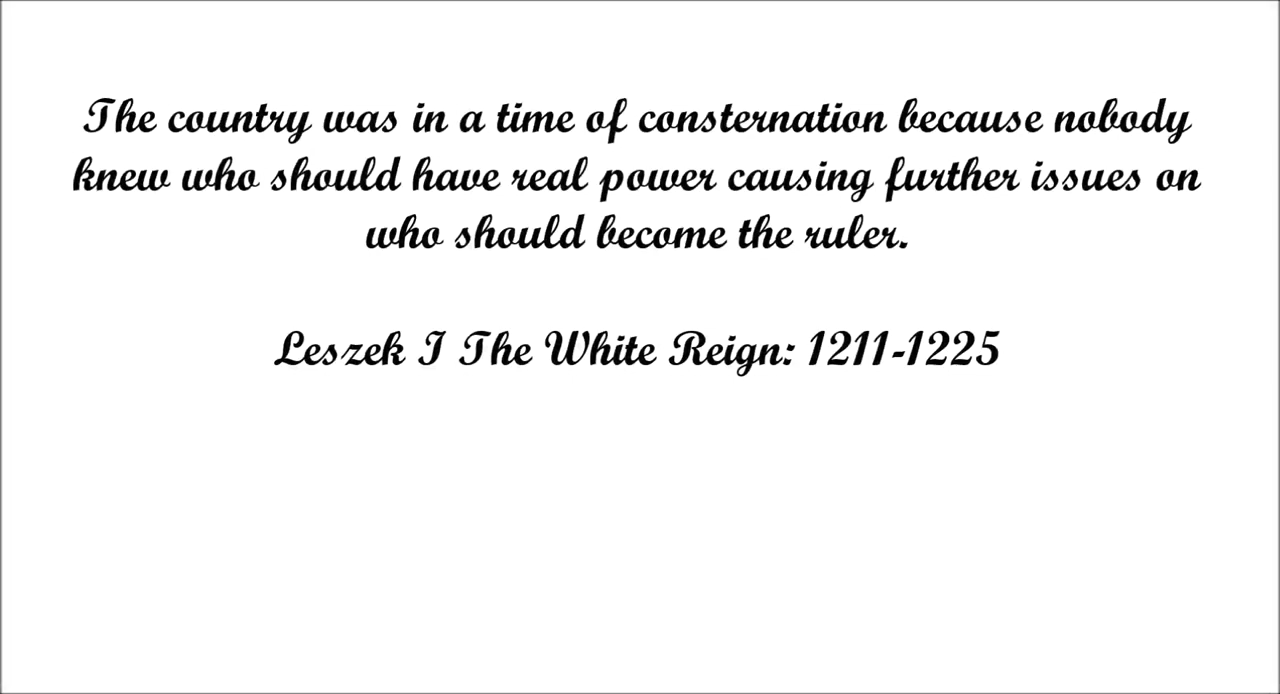 The country was in a time of consternation because nobody
knew who should have real power causing further issues on
who should become the ruler.
Leszek I The White Reign: 1211-1225